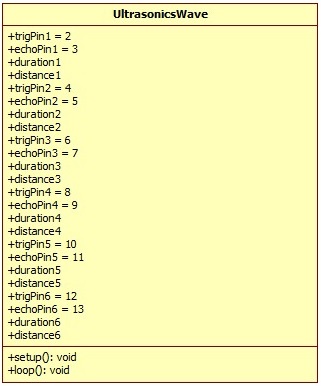 UltrasonicsWave
+trigPin1 = 2
+echoPin1 = 3
+duration1
+distance1
+trigPin2 = 4
+echoPin2 = 5
+duration2
+distance2
+trigPin3 = 6
+echoPin3 = 7
+duration3
+distance3
+trigPin4 = 8
+echoPin4 = 9
+duration4
+distance4
+trigPin5 = 10
+echoPin5 = 11
+duration5
+distance5
+trigPin6 = 12
+echoPin6 = 13
+duration6
+distance6
+setup(): void
+loop(): void